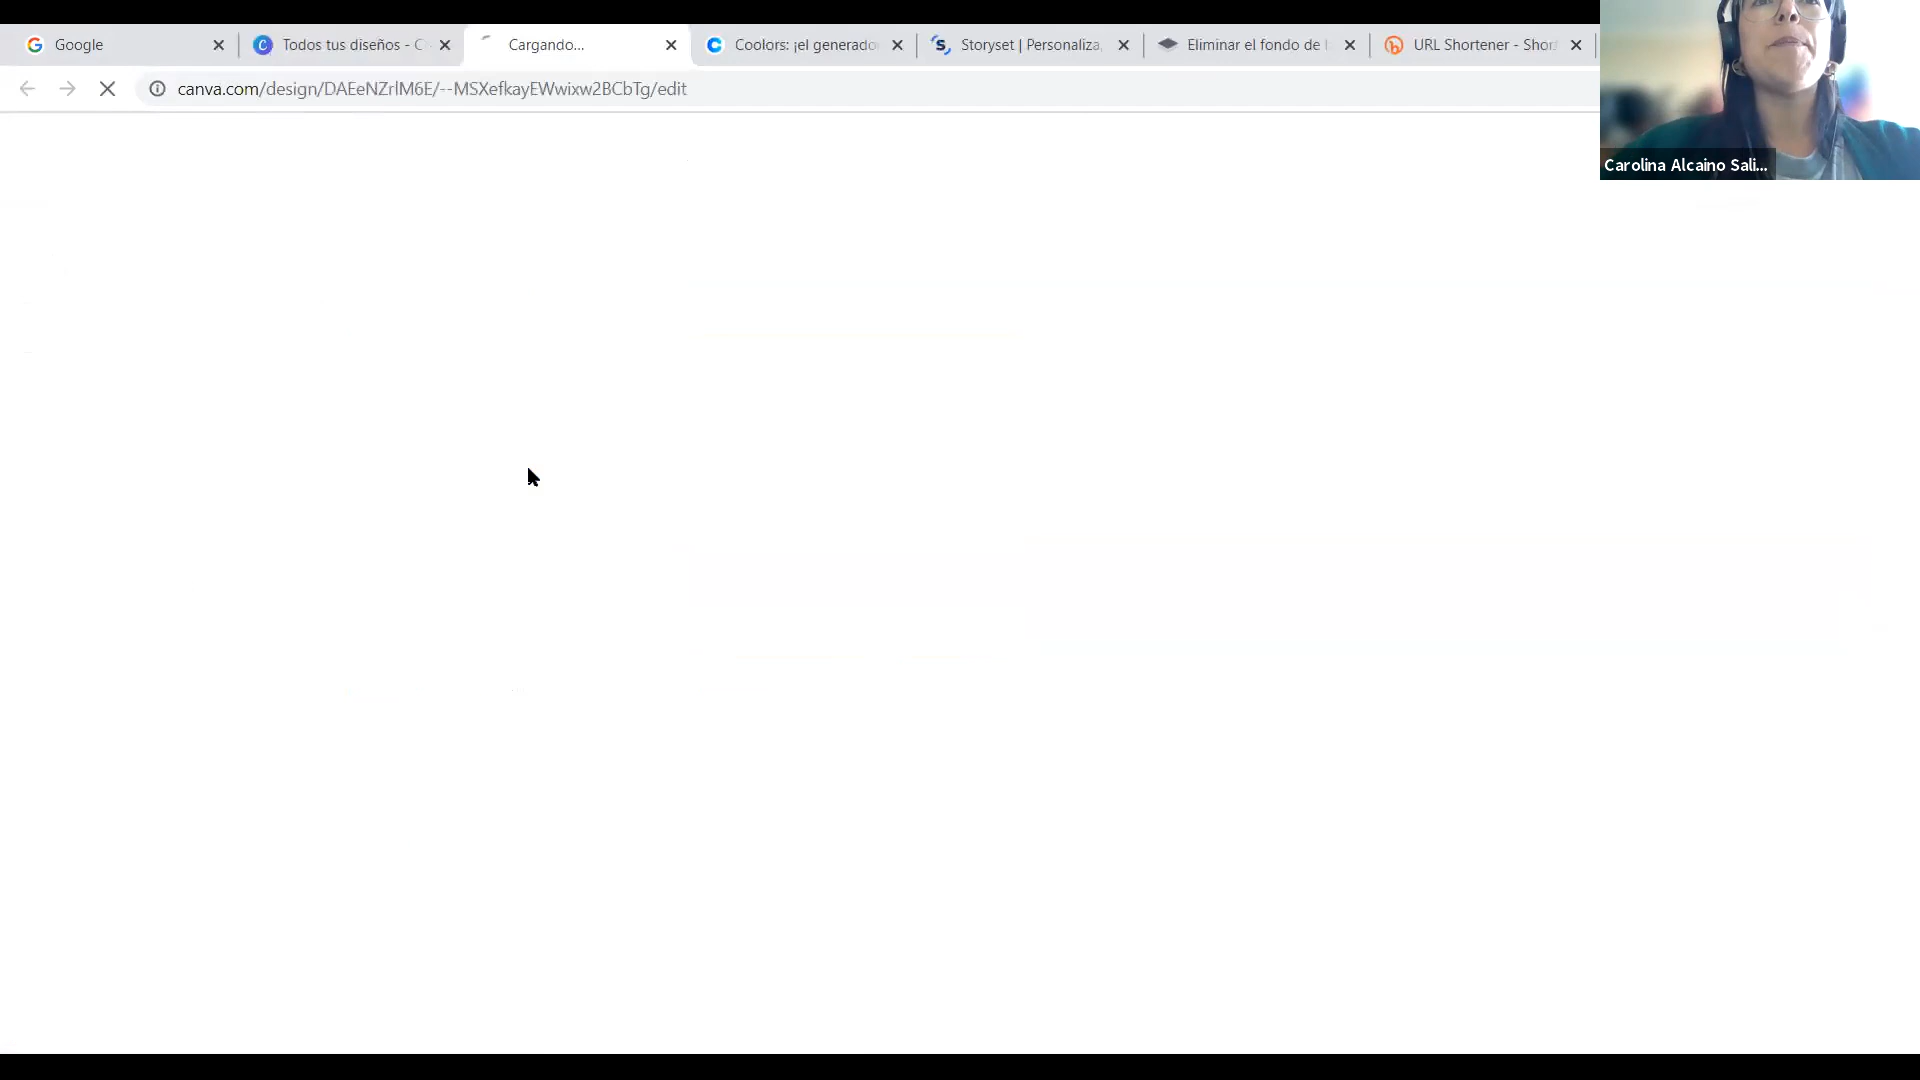 Google
Todos tus diseños - C
Cargando...
Coolors: ¡el generado
Storyset | Personaliza,
Eliminar el fondo de
URL Shortener - Shor
canva.com/design/DAEeNZrlM6E/--MSXefkayEWwixw2BCbTg/edit
Carolina Alcaino Sali...